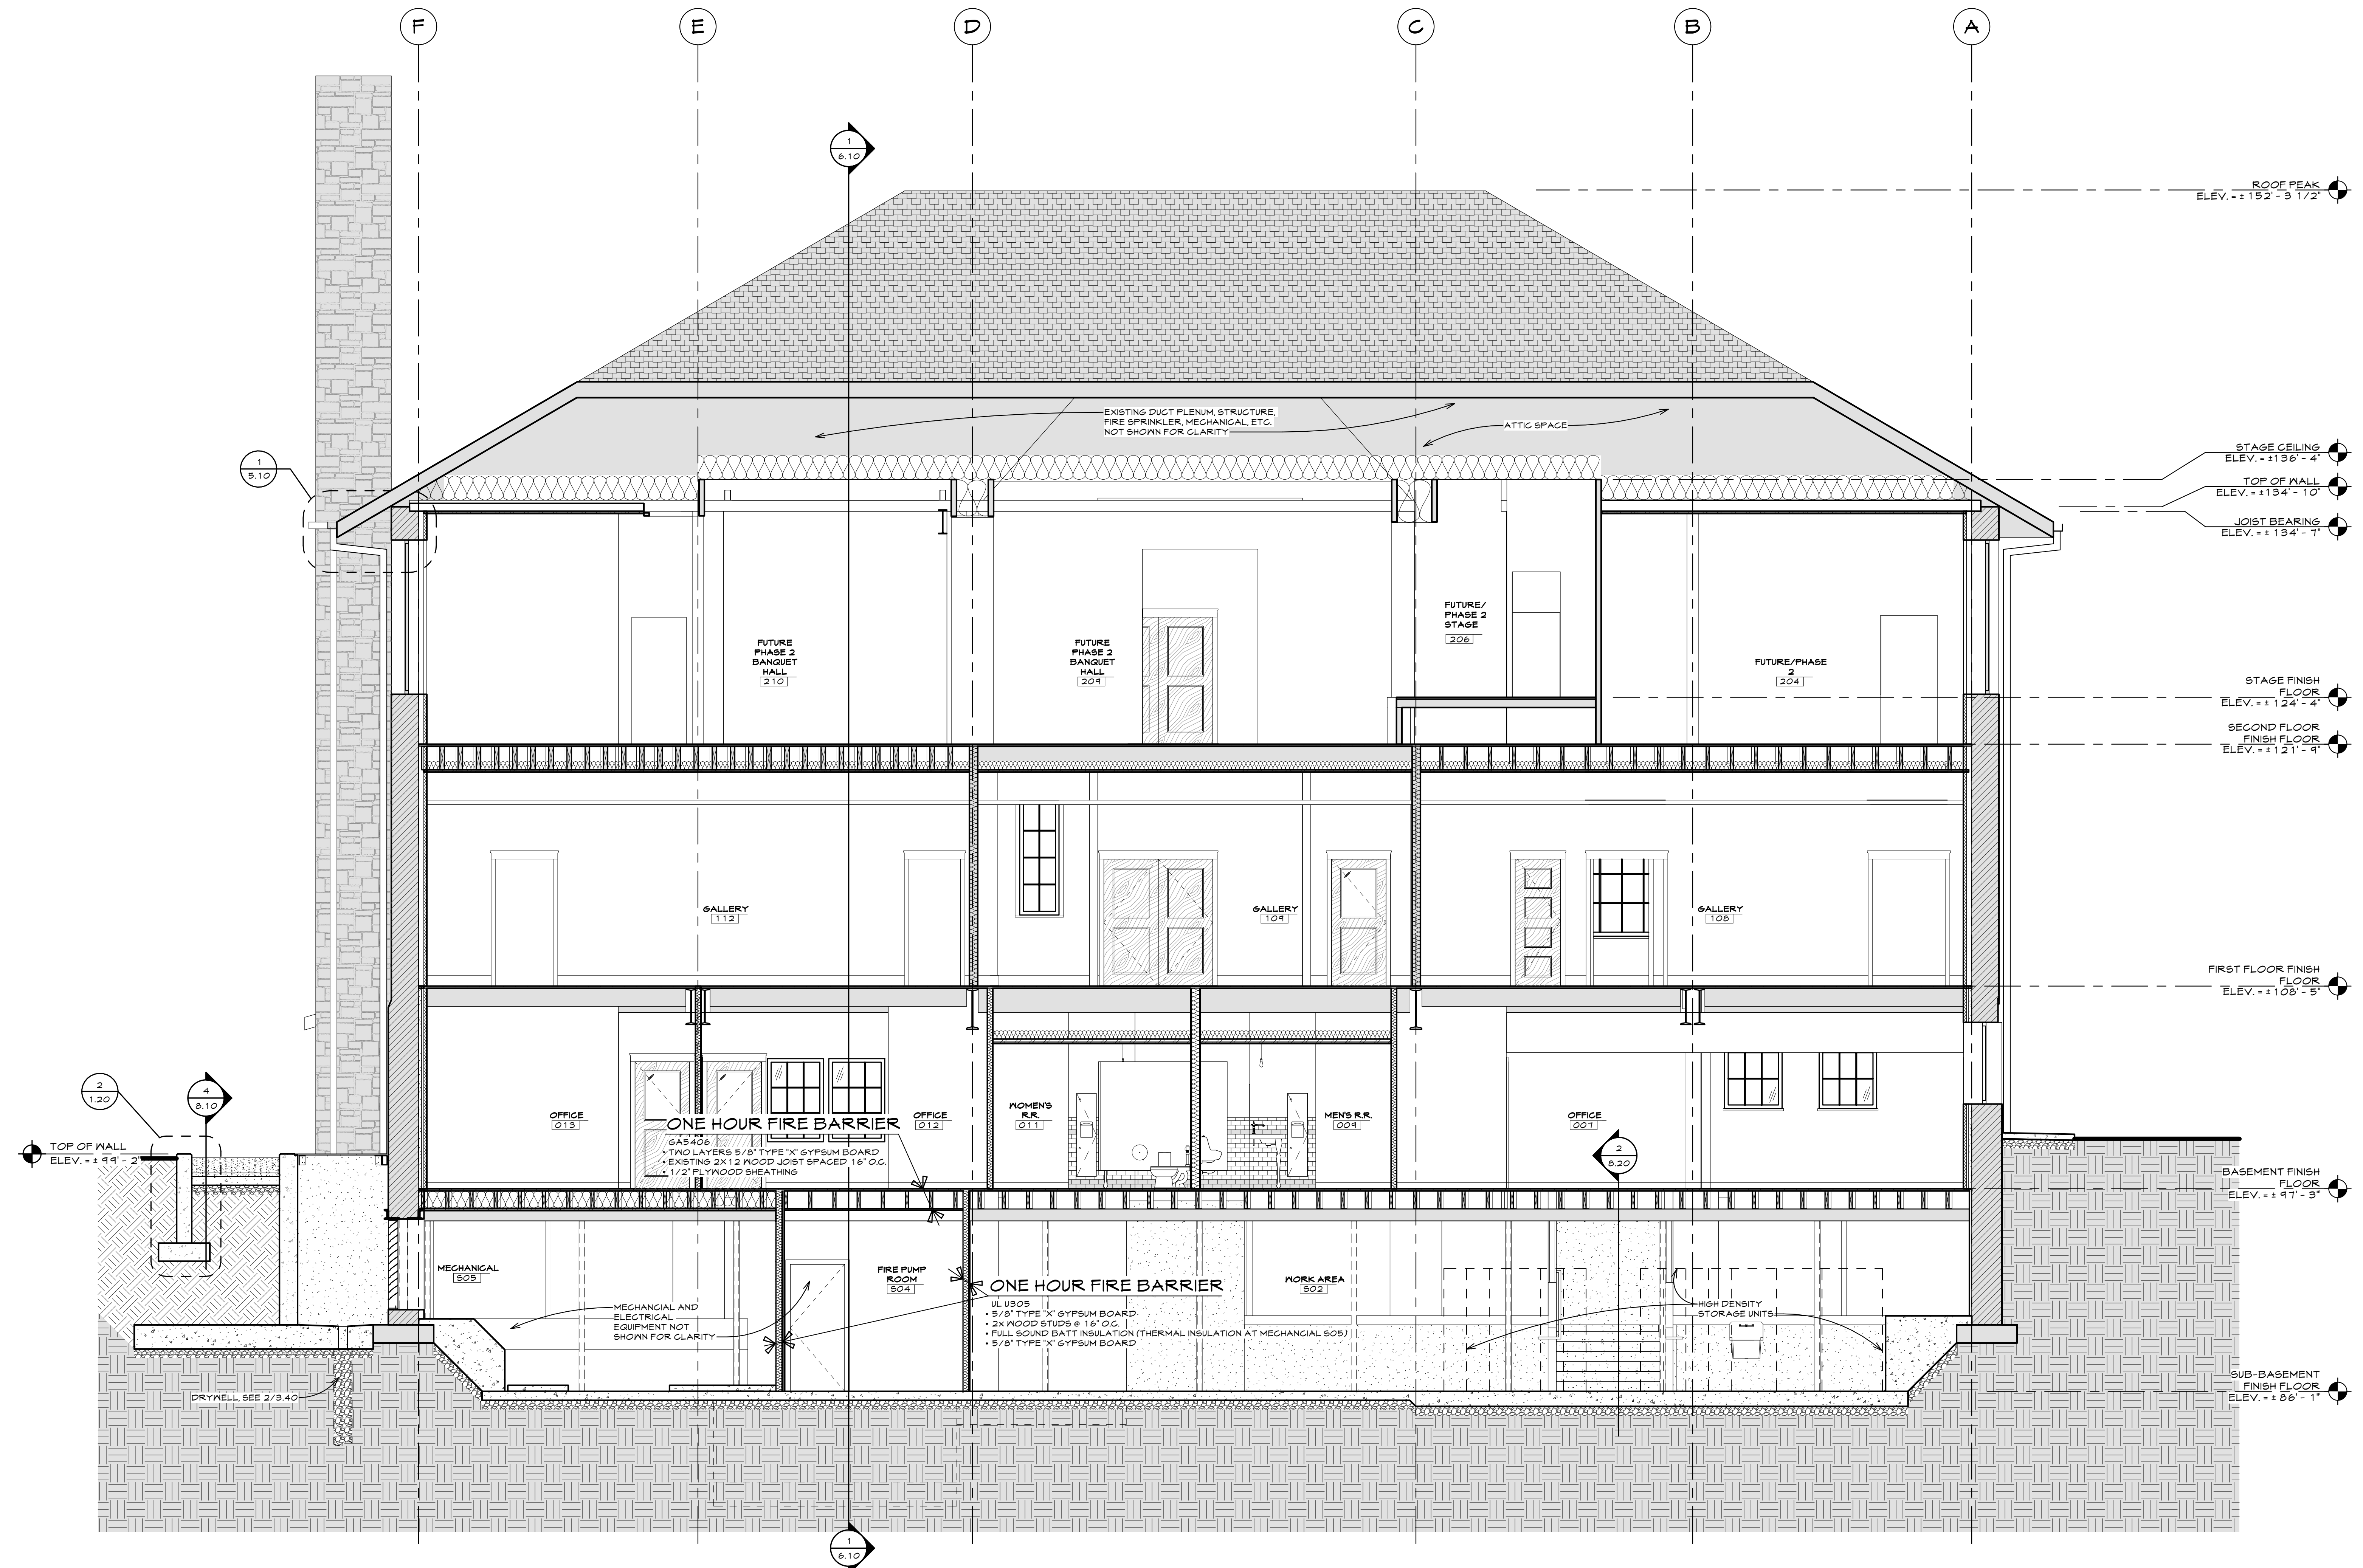 F
E
D
C
B
A
1
6.10
ROOF PEAK
ELEV. = ± 152' - 3 1/2"
EXISTING DUCT PLENUM, STRUCTURE,
FIRE SPRINKLER, MECHANICAL, ETC.
NOT SHOWN FOR CLARITY
ATTIC SPACE
STAGE CEILING
ELEV. = ±136' - 4"
1
5.10
TOP OF WALL
ELEV. = ±134' - 10"
JOIST BEARING
ELEV. = ± 134' - 7"
FUTURE
PHASE 2
BANQUET
HALL
210
FUTURE
PHASE 2
BANQUET
HALL
209
FUTURE/
PHASE 2
STAGE
206
FUTURE/PHASE
2
204
STAGE FINISH
FLOOR
ELEV. = ± 124' - 4"
SECOND FLOOR
FINISH FLOOR
ELEV. = ± 121' - 9"
GALLERY
112
GALLERY
109
GALLERY
108
FIRST FLOOR FINISH
FLOOR
ELEV. = ± 108' - 5"
2
1.20
4
8.10
OFFICE
013
OFFICE
012
WOMEN'S
R.R.
011
MEN'S R.R.
009
OFFICE
007
ONE HOUR FIRE BARRIER
GA5406
• TWO LAYERS 5/8" TYPE "X" GYPSUM BOARD
• EXISTING 2X12 WOOD JOIST SPACED 16" O.C.
• 1/2" PLYWOOD SHEATHING
2
8.20
TOP OF WALL
ELEV. = ± 99' - 2"
BASEMENT FINISH
FLOOR
ELEV. = ± 97' - 3"
MECHANICAL
S05
FIRE PUMP
ROOM
S04
ONE HOUR FIRE BARRIER
UL U305
• 5/8" TYPE "X" GYPSUM BOARD
• 2x WOOD STUDS @ 16" O.C.
• FULL SOUND BATT INSULATION (THERMAL INSULATION AT MECHANCIAL S05)
• 5/8" TYPE "X" GYPSUM BOARD
WORK AREA
S02
MECHANCIAL AND
ELECTRICAL
EQUIPMENT NOT
SHOWN FOR CLARITY
HIGH DENSITY
STORAGE UNITS
DRYWELL, SEE 2/3.40
SUB-BASEMENT
FINISH FLOOR
ELEV. = ± 86' - 1"
1
6.10